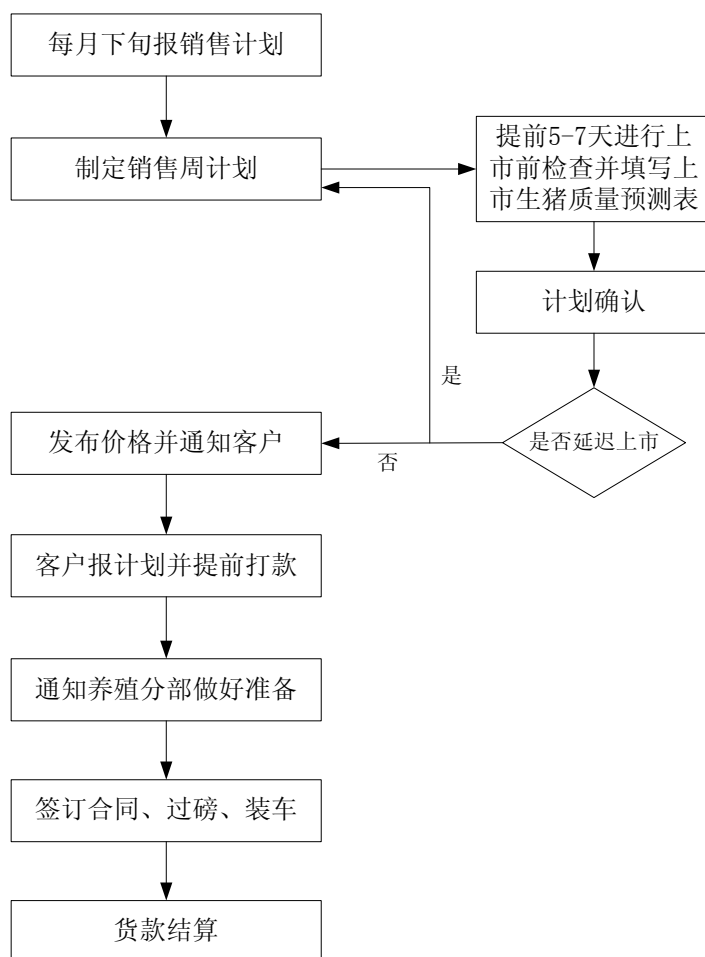 每月下旬报销售计划
制定销售周计划
提前5-7天进行上
市前检查并填写上
市生猪质量预测表
计划确认
是
是否延迟上市
发布价格并通知客户
否
客户报计划并提前打款
通知养殖分部做好准备
签订合同、过磅、装车
货款结算